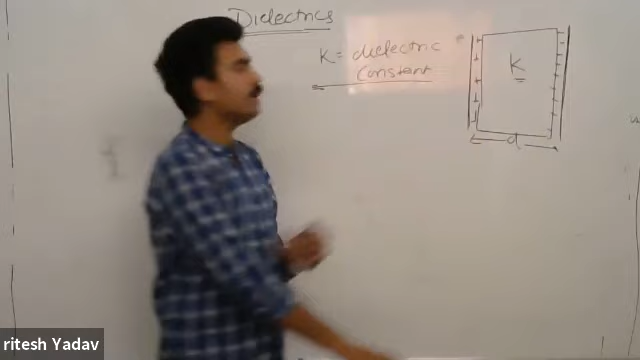 Dielectrics
K = dielectric
Constant
K
d
ritesh Yadav